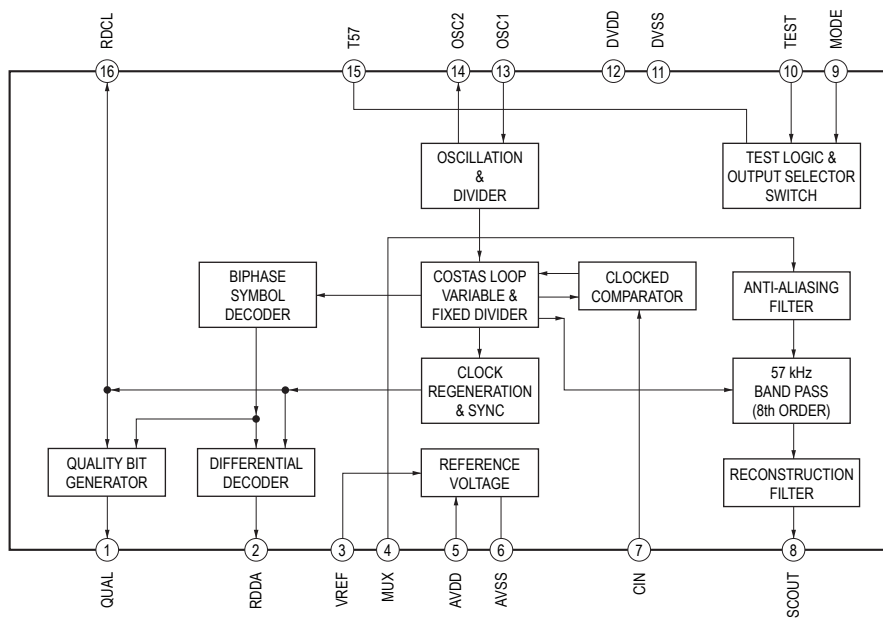 RDCL
T57
OSC2
OSC1
DVDD
DVSS
TEST
MODE
16
15
14
13
12
11
10
9
OSCILLATION
&
DIVIDER
TEST LOGIC &
OUTPUT SELECTOR
SWITCH
BIPHASE
SYMBOL
DECODER
COSTAS LOOP
VARIABLE &
FIXED DIVIDER
CLOCKED
COMPARATOR
ANTI-ALIASING
FILTER
CLOCK
REGENERATION
& SYNC
57 kHz
BAND PASS
(8th ORDER)
QUALITY BIT
GENERATOR
DIFFERENTIAL
DECODER
REFERENCE
VOLTAGE
RECONSTRUCTION
FILTER
1
2
3
4
5
6
7
8
QUAL
RDDA
VREF
MUX
AVDD
AVSS
CIN
SCOUT